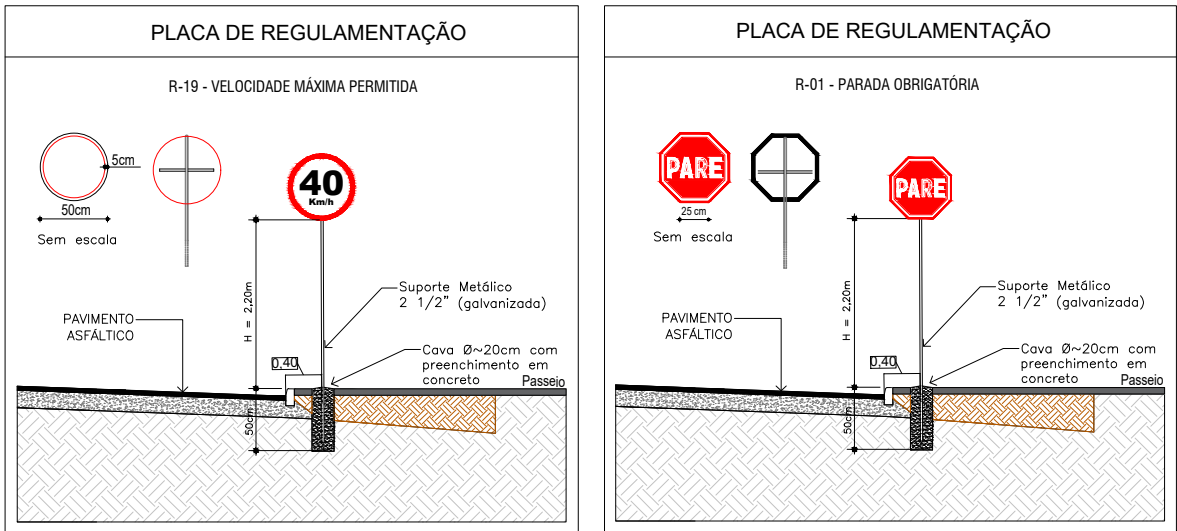 PLACA DE REGULAMENTAÇÃO
R-19 - VELOCIDADE MÁXIMA PERMITIDA
5cm
50cm
Sem escala
40
Km/h
H = 2,20m
Suporte Metálico
2 1/2" (galvanizada)
PAVIMENTO
ASFÁLTICO
0,40
Cava Ø~20cm com
preenchimento em
concreto
Passeio
50cm
PLACA DE REGULAMENTAÇÃO
R-01 - PARADA OBRIGATÓRIA
PARE
25 cm
Sem escala
PARE
H = 2,20m
Suporte Metálico
2 1/2" (galvanizada)
PAVIMENTO
ASFÁLTICO
0,40
Cava Ø~20cm com
preenchimento em
concreto
Passeio
50cm